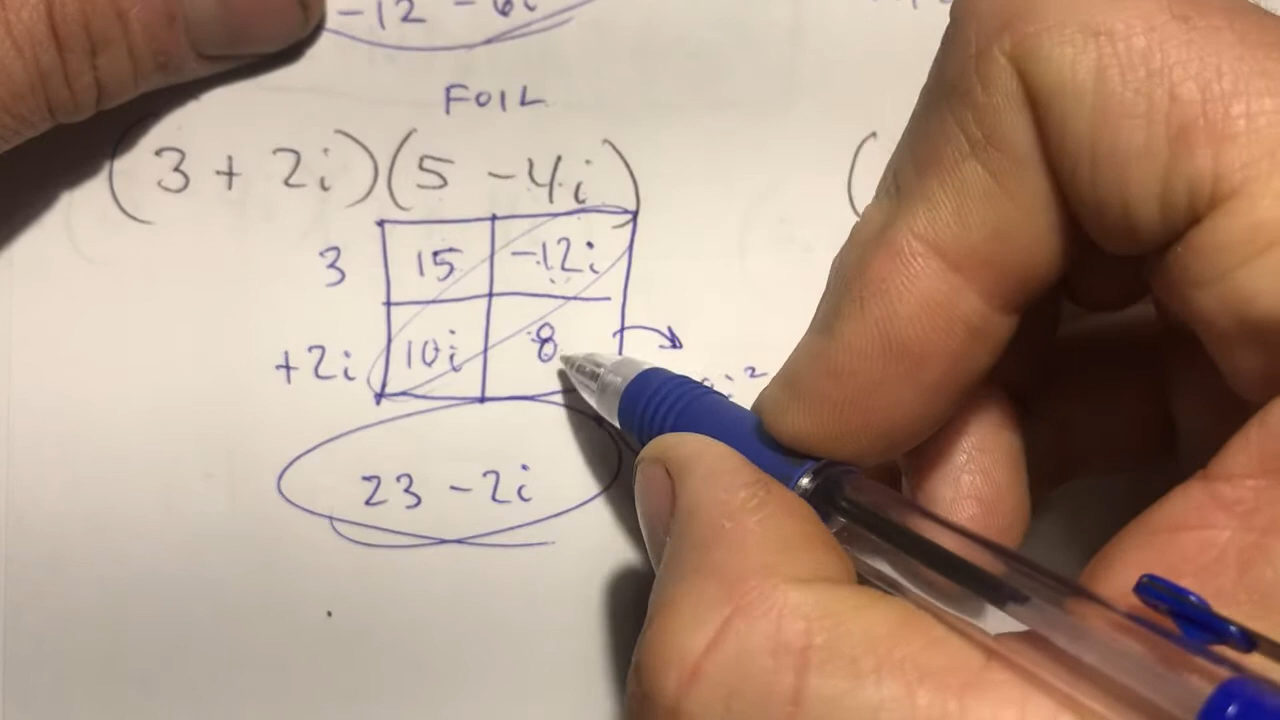 -12 - 6i
FOIL
(3 + 2i)(5 - 4i)
3 15 -12i
+2i 10i 8
23 - 2i